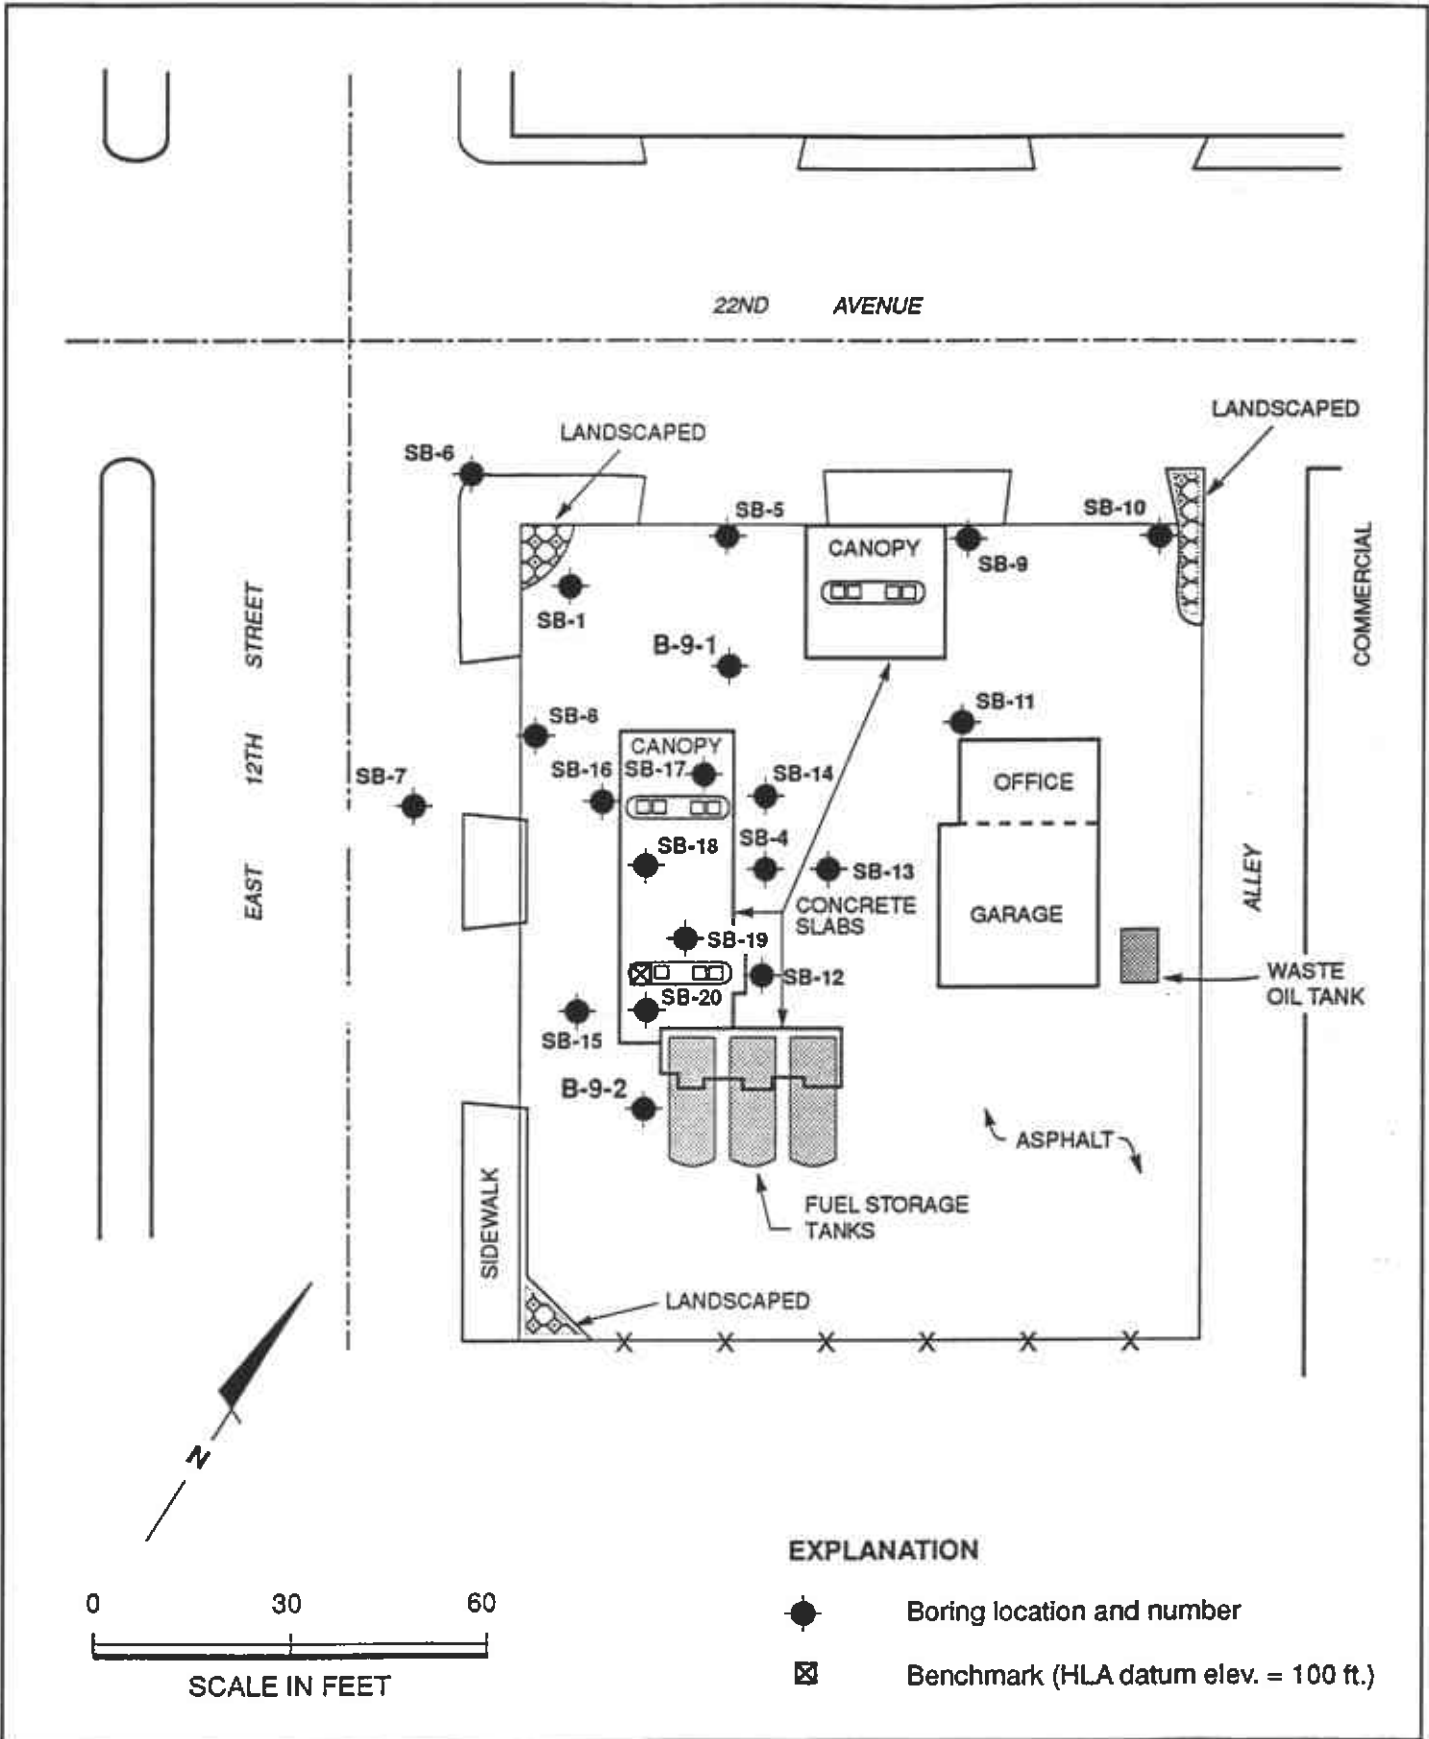 22ND AVENUE
LANDSCAPED
LANDSCAPED
SB-6
SB-5
SB-10
CANOPY
SB-9
SB-1
COMMERCIAL
EAST 12TH STREET
B-9-1
SB-8
SB-11
CANOPY
SB-7
SB-16
SB-17
SB-14
OFFICE
SB-4
SB-18
SB-13
ALLEY
CONCRETE
SLABS
GARAGE
SB-19
SB-12
WASTE
OIL TANK
SB-20
SB-15
B-9-2
ASPHALT
SIDEWALK
FUEL STORAGE
TANKS
LANDSCAPED
X X X X X X
N
EXPLANATION
0 30 60
SCALE IN FEET
Boring location and number
Benchmark (HLA datum elev. = 100 ft.)